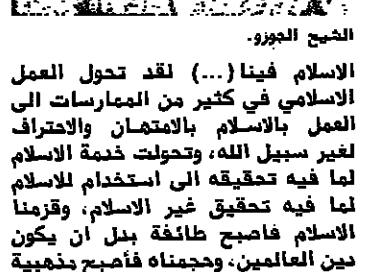 الشيخ الجوزو.
الاسلام فينا (...) لقد تحول العمل
الاسلامي في كثير من الممارسات الى
العمل بالاسلام بالامتهان والاحتراف
لغير سبيل الله، وتحولت خدمة الاسلام
لما فيه تحقيقه الى استخدام للاسلام
لما فيه تحقيق غير الاسلام، وقزمنا
الاسلام فاصبح طائفة بدل ان يكون
دين العالمين، وحجمناه فأصبح مذهبية